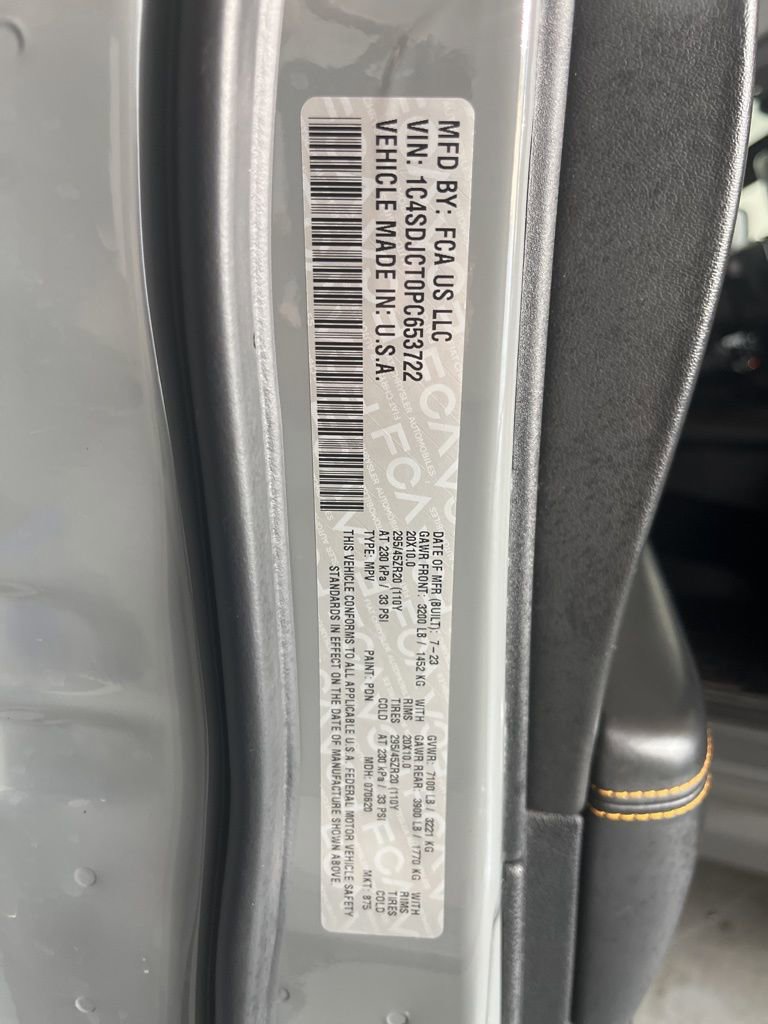 MFD BY: FCA US LLC
VIN: 1C4SDJCT0PC653722
VEHICLE MADE IN: U.S.A.
DATE OF MFR (BUILT): 7-23 GVWR: 7100 LB / 3221 KG
GAWR FRONT: 3200 LB / 1452 KG WITH GAWR REAR: 3900 LB / 1770 KG WITH
20X10.0 RIMS 20X10.0 RIMS
295/45ZR20 (110Y TIRES 295/45ZR20 (110Y TIRES
AT 230 kPa / 33 PSI COLD AT 230 kPa / 33 PSI COLD
TYPE: MPV PAINT: PDN MDH: 070620 MKT: 875
THIS VEHICLE CONFORMS TO ALL APPLICABLE U.S.A. FEDERAL MOTOR VEHICLE SAFETY
STANDARDS IN EFFECT ON THE DATE OF MANUFACTURE SHOWN ABOVE
FCA